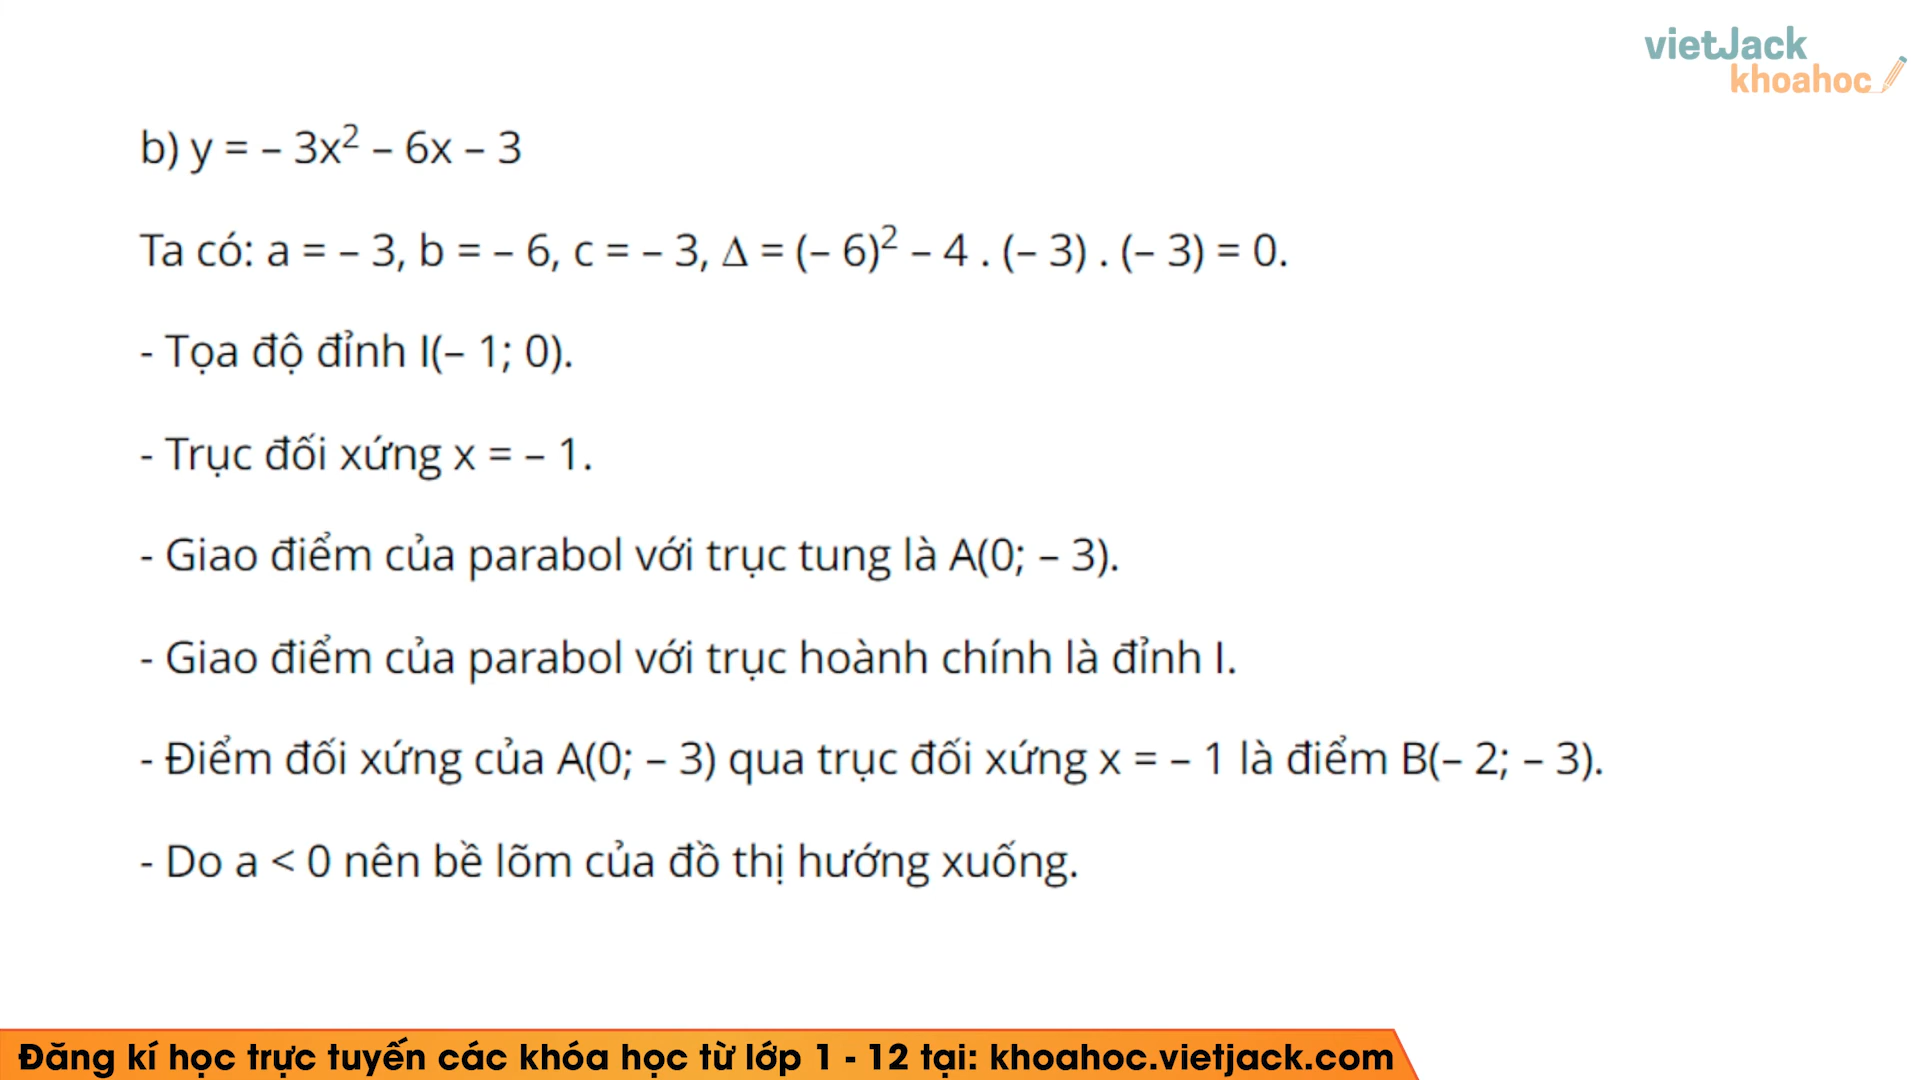 vietJack
khoahoc
b) y = – 3x² – 6x – 3
Ta có: a = – 3, b = – 6, c = – 3, Δ = (– 6)² – 4 . (– 3) . (– 3) = 0.
- Tọa độ đỉnh I(– 1; 0).
- Trục đối xứng x = – 1.
- Giao điểm của parabol với trục tung là A(0; – 3).
- Giao điểm của parabol với trục hoành chính là đỉnh I.
- Điểm đối xứng của A(0; – 3) qua trục đối xứng x = – 1 là điểm B(– 2; – 3).
- Do a < 0 nên bề lõm của đồ thị hướng xuống.
Đăng kí học trực tuyến các khóa học từ lớp 1 - 12 tại: khoahoc.vietjack.com